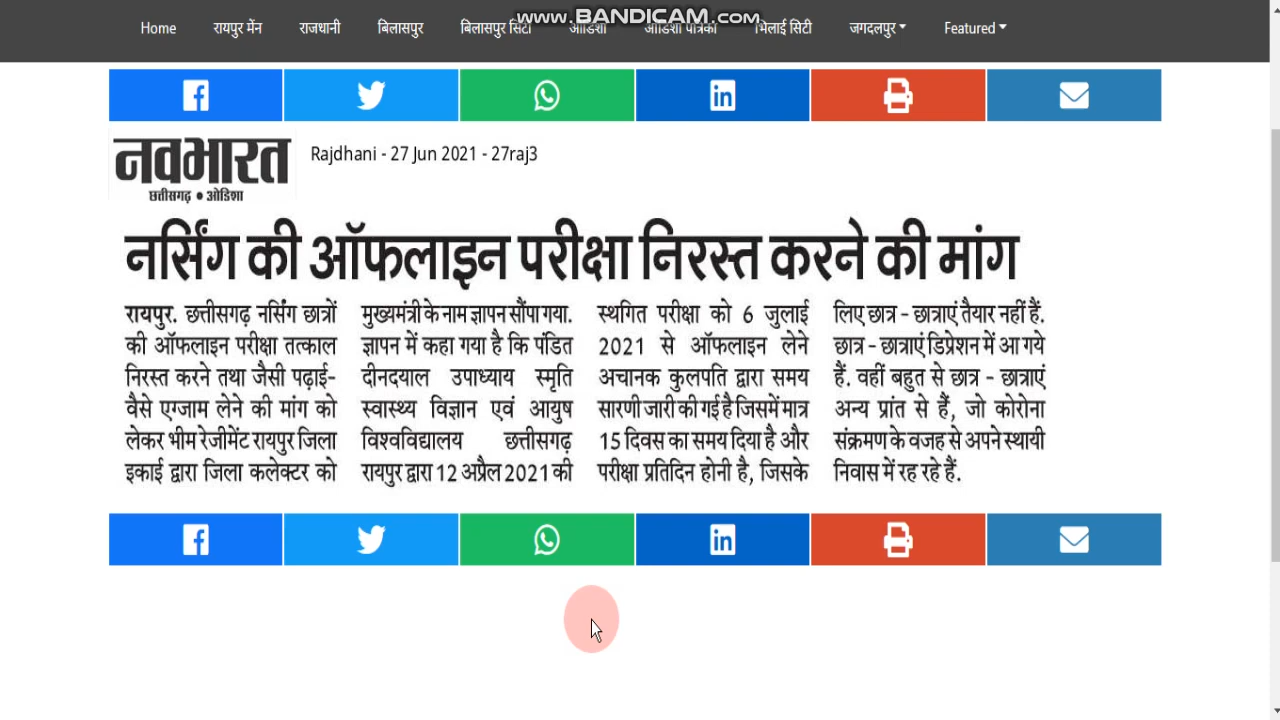 www.BANDICAM.com
Home रायपुर मेंन राजधानी बिलासपुर बिलासपुर सिटी ओडिशा ओडिशा पत्रिका भिलाई सिटी जगदलपुर Featured
नवभारत
छत्तीसगढ़ • ओडिशा
Rajdhani - 27 Jun 2021 - 27raj3
नर्सिंग की ऑफलाइन परीक्षा निरस्त करने की मांग
रायपुर. छत्तीसगढ़ नर्सिंग छात्रों
की ऑफलाइन परीक्षा तत्काल
निरस्त करने तथा जैसी पढ़ाई-
वैसे एग्जाम लेने की मांग को
लेकर भीम रेजीमेंट रायपुर जिला
इकाई द्वारा जिला कलेक्टर को
मुख्यमंत्री के नाम ज्ञापन सौंपा गया.
ज्ञापन में कहा गया है कि पंडित
दीनदयाल उपाध्याय स्मृति
स्वास्थ्य विज्ञान एवं आयुष
विश्वविद्यालय छत्तीसगढ़
रायपुर द्वारा 12 अप्रैल 2021 की
स्थगित परीक्षा को 6 जुलाई
2021 से ऑफलाइन लेने
अचानक कुलपति द्वारा समय
सारणी जारी की गई है जिसमें मात्र
15 दिवस का समय दिया है और
परीक्षा प्रतिदिन होनी है, जिसके
लिए छात्र - छात्राएं तैयार नहीं हैं.
छात्र - छात्राएं डिप्रेशन में आ गये
हैं. वहीं बहुत से छात्र - छात्राएं
अन्य प्रांत से हैं, जो कोरोना
संक्रमण के वजह से अपने स्थायी
निवास में रह रहे हैं.